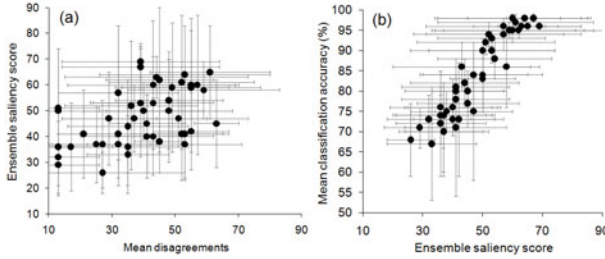 (a)
Ensemble saliency score
90
80
70
60
50
40
30
20
10
10 30 50 70 90
Mean disagreements
(b)
Mean classification accuracy (%)
100
95
90
85
80
75
70
65
60
55
50
10 30 50 70 90
Ensemble saliency score